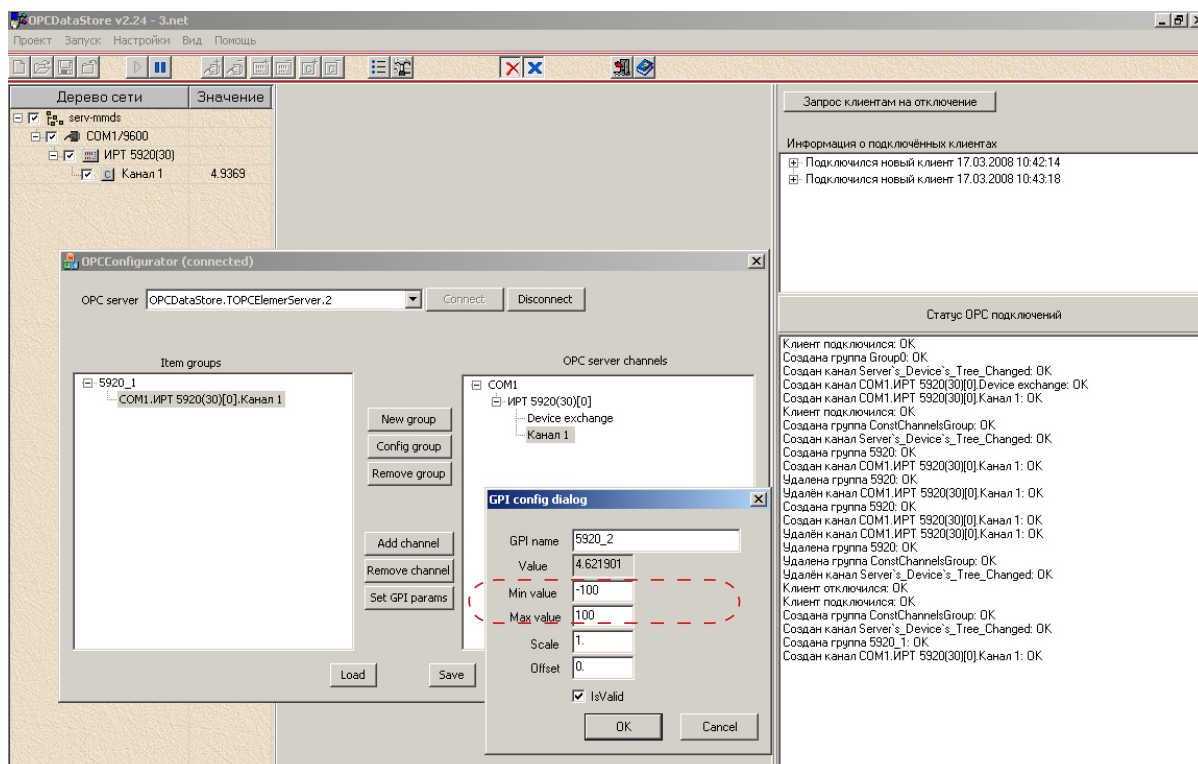 OPCDataStore v2.24 - 3.net
Проект Запуск Настройки Вид Помощь
Дерево сети Значение
serv-mmds
COM1/9600
ИРТ 5920(30)
Канал 1 4.9369
Запрос клиентам на отключение
Информация о подключённых клиентах
Подключился новый клиент 17.03.2008 10:42:14
Подключился новый клиент 17.03.2008 10:43:18
OPCConfigurator (connected)
OPC server OPCDataStore.TOPCElemerServer.2 Connect Disconnect
Item groups
5920_1
COM1.ИРТ 5920(30)[0].Канал 1
New group
Config group
Remove group
Add channel
Remove channel
Set GPI params
OPC server channels
COM1
ИРТ 5920(30)[0]
Device exchange
Канал 1
Load Save
GPI config dialog
GPI name 5920_2
Value 4.621901
Min value -100
Max value 100
Scale 1.
Offset 0.
IsValid
OK Cancel
Статус OPC подключений
Клиент подключился: OK
Создана группа Group0: OK
Создан канал Server`s_Device`s_Tree_Changed: OK
Создан канал COM1.ИРТ 5920(30)[0].Device exchange: OK
Создан канал COM1.ИРТ 5920(30)[0].Канал 1: OK
Клиент подключился: OK
Создана группа ConstChannelsGroup: OK
Создан канал Server`s_Device`s_Tree_Changed: OK
Создана группа 5920: OK
Создан канал COM1.ИРТ 5920(30)[0].Канал 1: OK
Удалена группа 5920: OK
Удалён канал COM1.ИРТ 5920(30)[0].Канал 1: OK
Создана группа 5920: OK
Создан канал COM1.ИРТ 5920(30)[0].Канал 1: OK
Удалён канал COM1.ИРТ 5920(30)[0].Канал 1: OK
Удалена группа 5920: OK
Удалена группа ConstChannelsGroup: OK
Удалён канал Server`s_Device`s_Tree_Changed: OK
Клиент отключился: OK
Клиент подключился: OK
Создана группа ConstChannelsGroup: OK
Создан канал Server`s_Device`s_Tree_Changed: OK
Создана группа 5920_1: OK
Создан канал COM1.ИРТ 5920(30)[0].Канал 1: OK